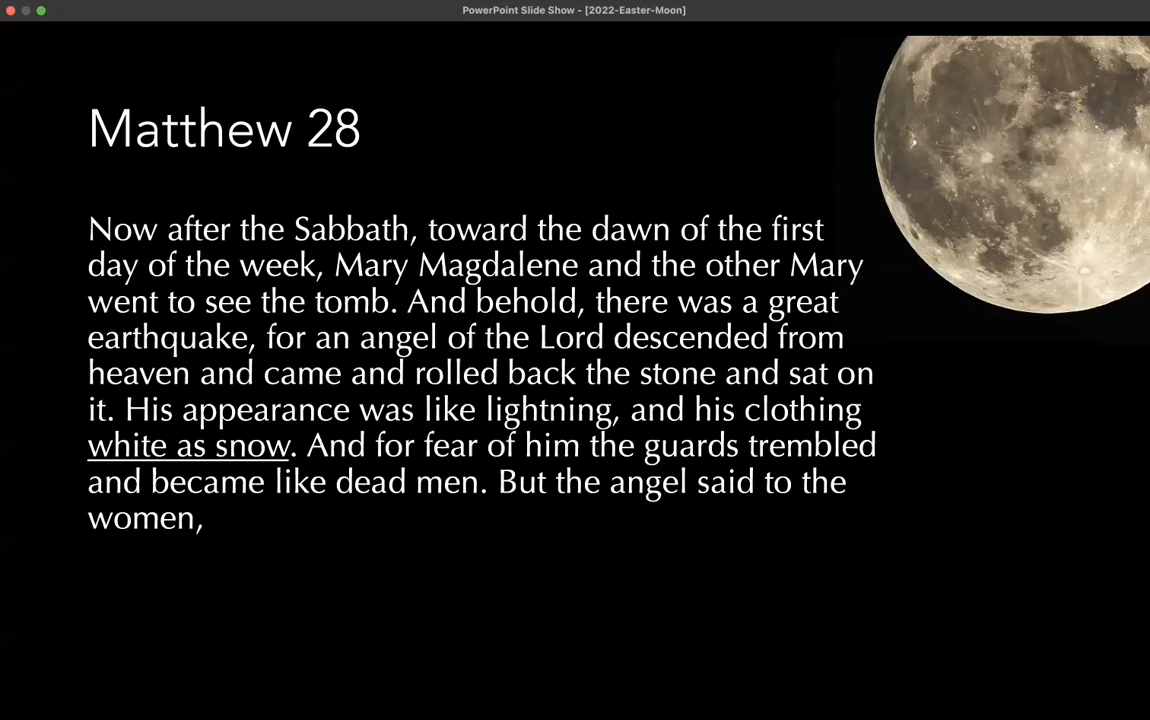 PowerPoint Slide Show - [2022-Easter-Moon]
Matthew 28
Now after the Sabbath, toward the dawn of the first
day of the week, Mary Magdalene and the other Mary
went to see the tomb. And behold, there was a great
earthquake, for an angel of the Lord descended from
heaven and came and rolled back the stone and sat on
it. His appearance was like lightning, and his clothing
white as snow. And for fear of him the guards trembled
and became like dead men. But the angel said to the
women,